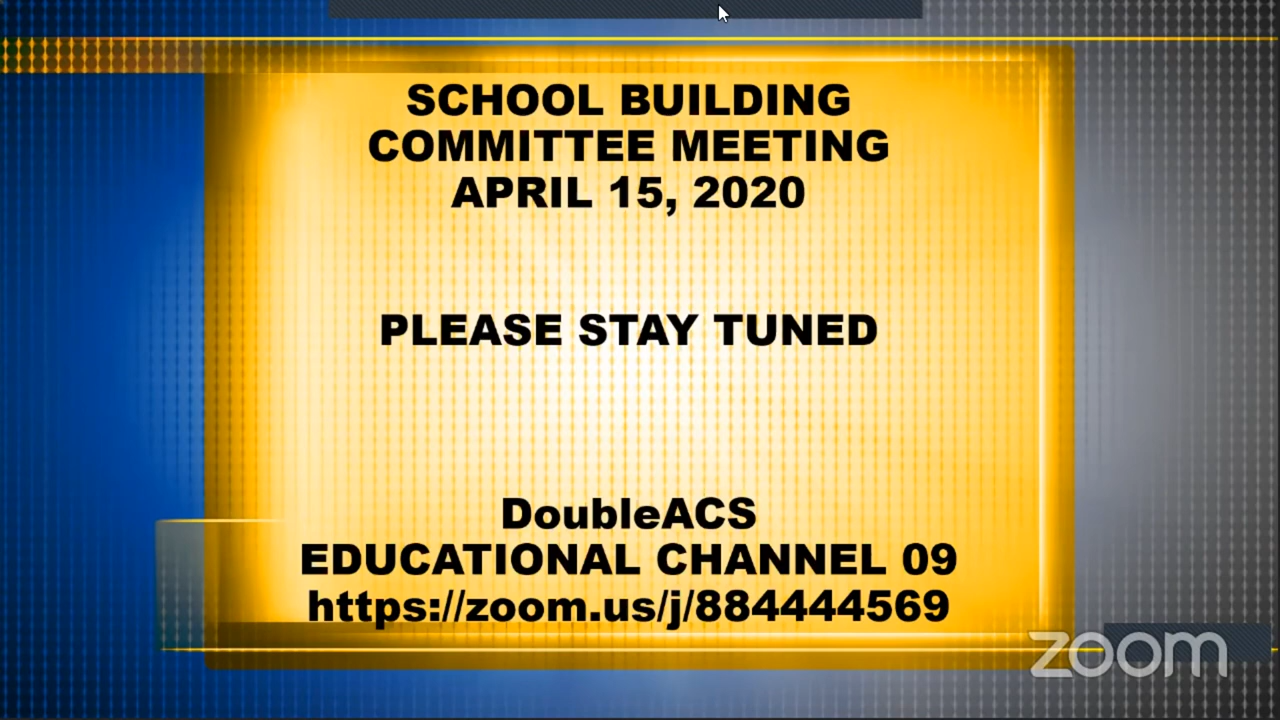 SCHOOL BUILDING
COMMITTEE MEETING
APRIL 15, 2020
PLEASE STAY TUNED
DoubleACS
EDUCATIONAL CHANNEL 09
https://zoom.us/j/884444569
zoom